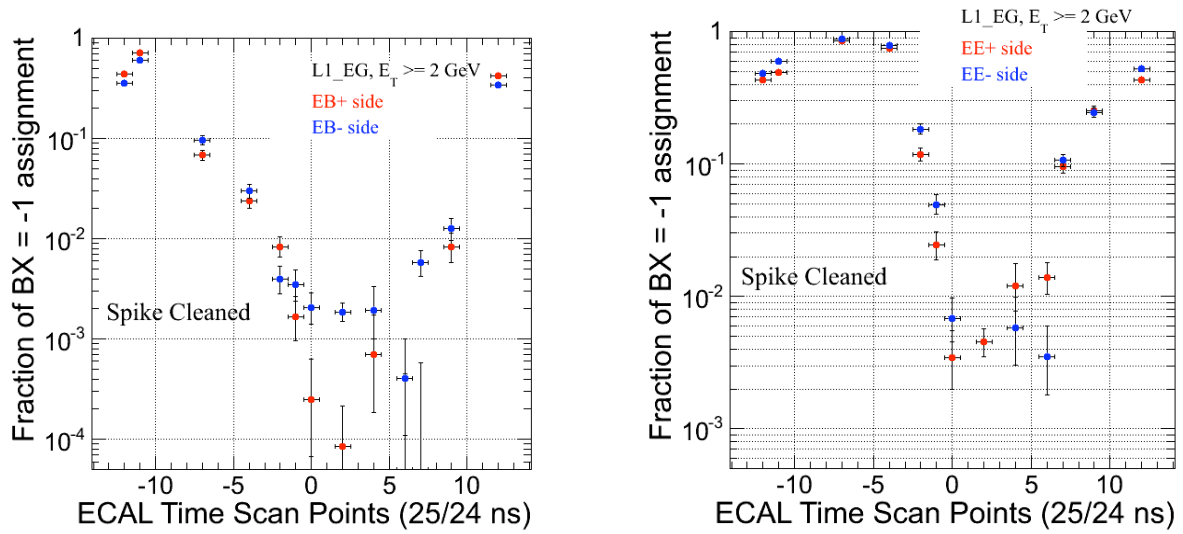 Fraction of BX = -1 assignment
1
10-1
10-2
10-3
10-4
L1_EG, ET >= 2 GeV
EB+ side
EB- side
Spike Cleaned
-10 -5 0 5 10
ECAL Time Scan Points (25/24 ns)
Fraction of BX = -1 assignment
1
10-1
10-2
10-3
L1_EG, ET >= 2 GeV
EE+ side
EE- side
Spike Cleaned
-10 -5 0 5 10
ECAL Time Scan Points (25/24 ns)